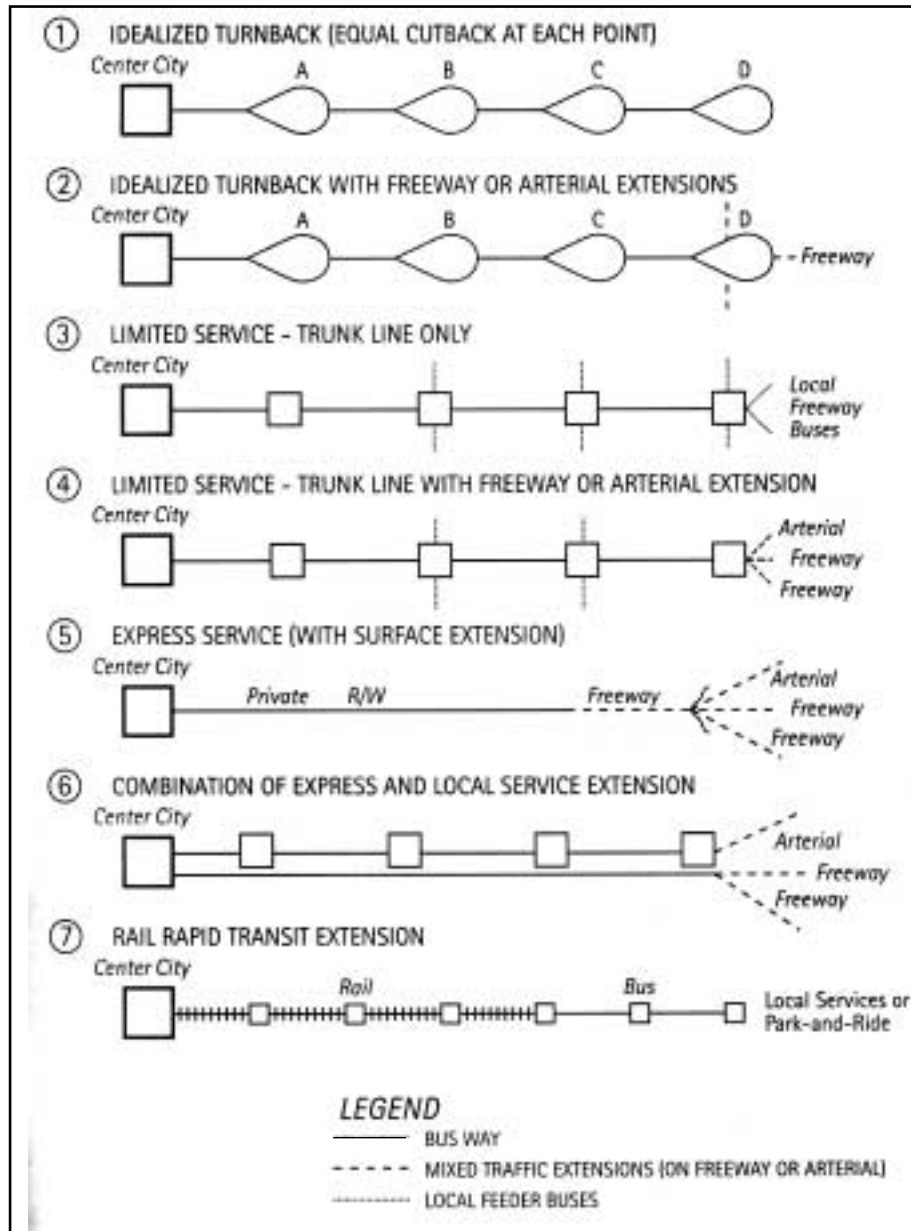 ① IDEALIZED TURNBACK (EQUAL CUTBACK AT EACH POINT)
Center City
A B C D
② IDEALIZED TURNBACK WITH FREEWAY OR ARTERIAL EXTENSIONS
Center City
A B C D
Freeway
③ LIMITED SERVICE - TRUNK LINE ONLY
Center City
Local
Freeway
Buses
④ LIMITED SERVICE - TRUNK LINE WITH FREEWAY OR ARTERIAL EXTENSION
Center City
Arterial
Freeway
Freeway
⑤ EXPRESS SERVICE (WITH SURFACE EXTENSION)
Center City
Private R/W Freeway
Arterial
Freeway
Freeway
⑥ COMBINATION OF EXPRESS AND LOCAL SERVICE EXTENSION
Center City
Arterial
Freeway
Freeway
⑦ RAIL RAPID TRANSIT EXTENSION
Center City
Rail Bus
Local Services or
Park-and-Ride
LEGEND
BUS WAY
MIXED TRAFFIC EXTENSIONS (ON FREEWAY OR ARTERIAL)
LOCAL FEEDER BUSES